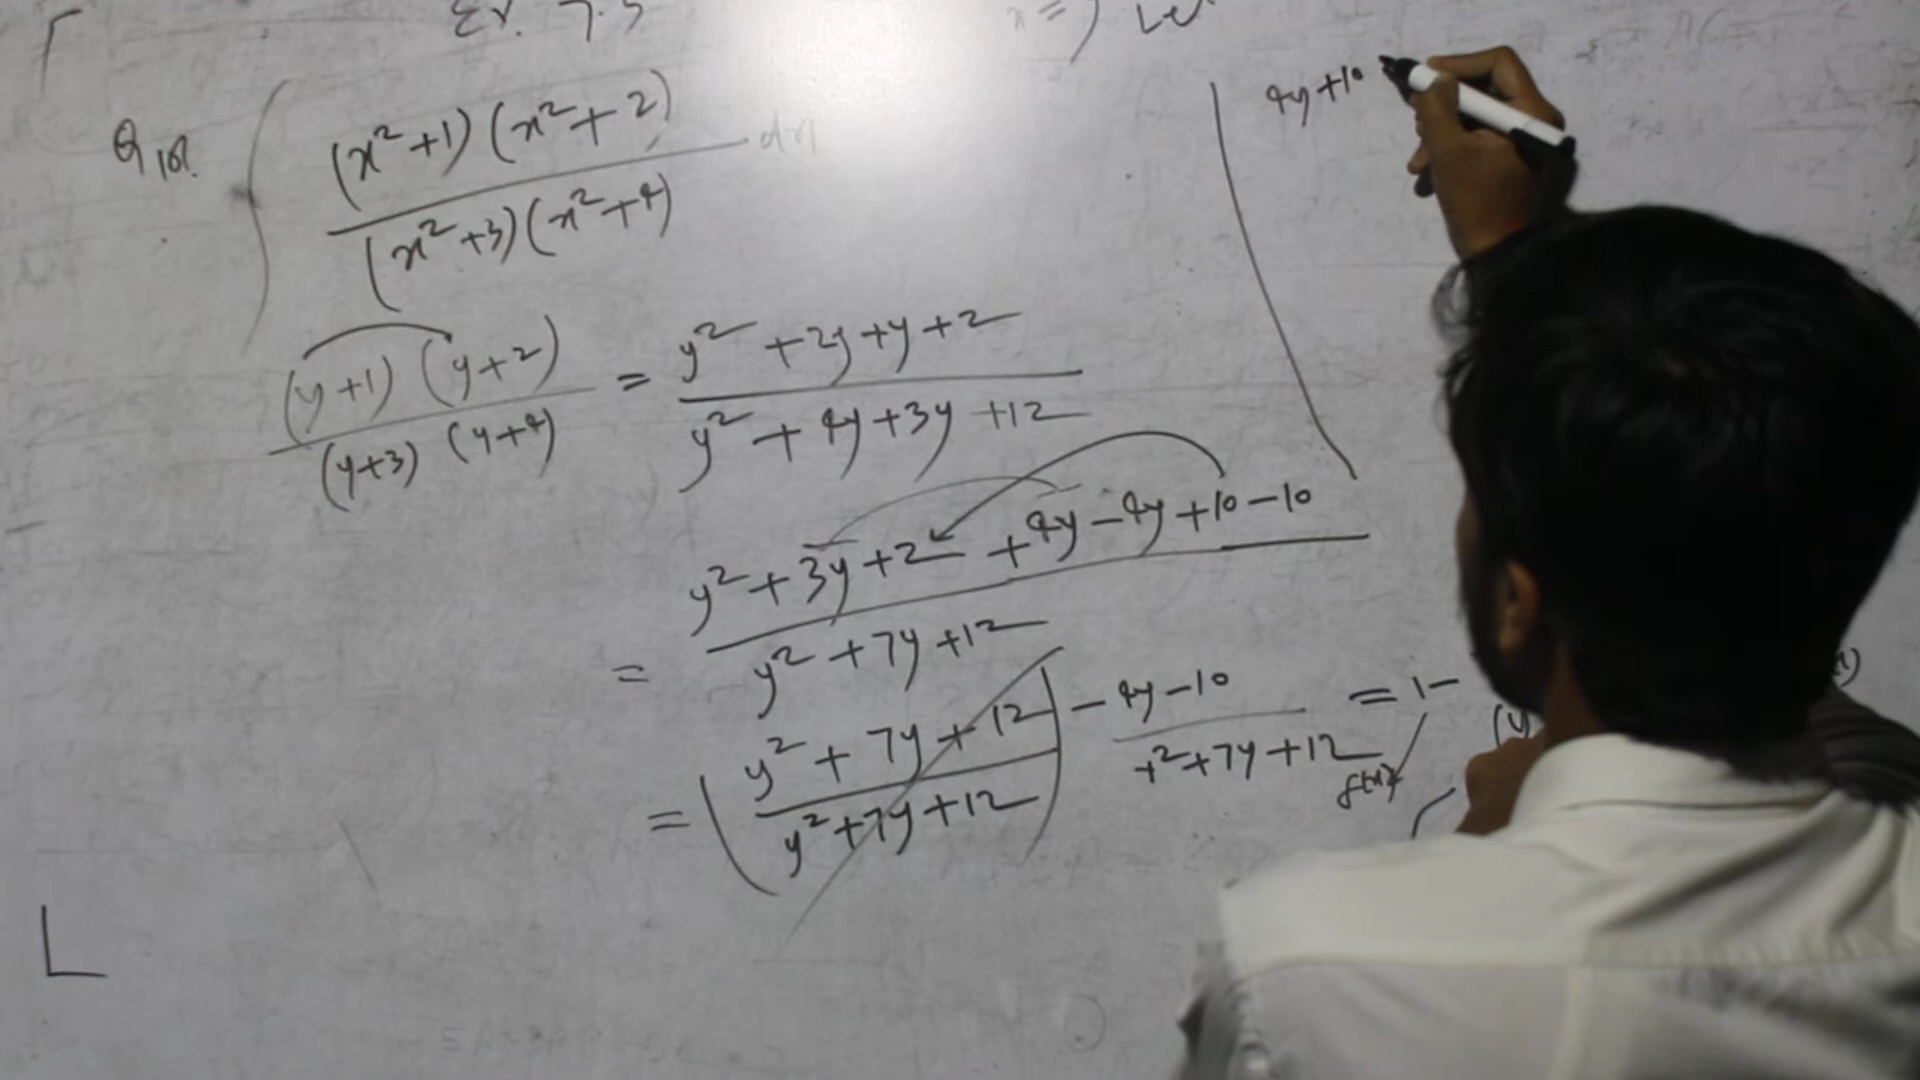 Ex. 7.5
x ⇒ Let
Q 18. ∫ (x² + 1) (x² + 2) / (x² + 3) (x² + 4) dx
(y + 1) (y + 2) / (y + 3) (y + 4) = y² + 2y + y + 2 / y² + 4y + 3y + 12
= y² + 3y + 2 + 4y - 4y + 10 - 10 / y² + 7y + 12
= (y² + 7y + 12 / y² + 7y + 12) - 4y - 10 / y² + 7y + 12 = 1 -
f(x)
4y + 10